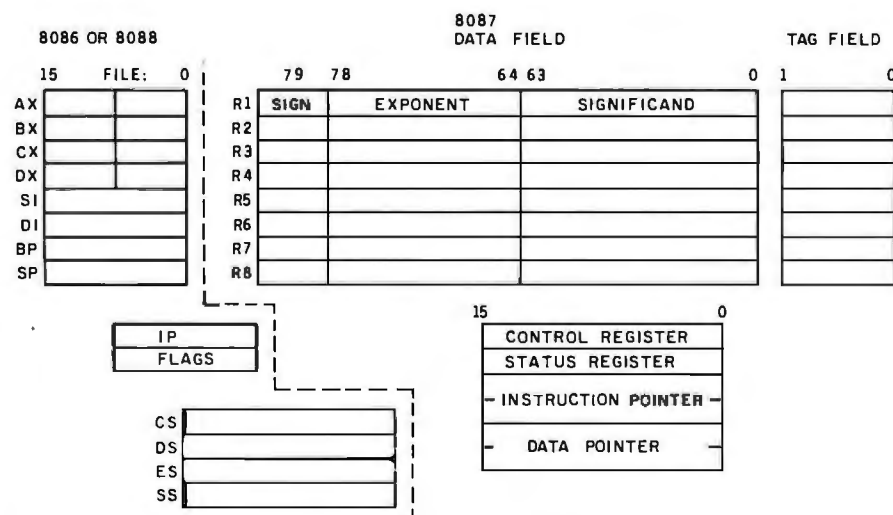 8086 OR 8088
8087
DATA FIELD
TAG FIELD
15 FILE: 0
79 78 64 63 0
1 0
AX
BX
CX
DX
SI
DI
BP
SP
R1 SIGN EXPONENT SIGNIFICAND
R2
R3
R4
R5
R6
R7
R8
IP
FLAGS
15 0
CONTROL REGISTER
STATUS REGISTER
INSTRUCTION POINTER
DATA POINTER
CS
DS
ES
SS